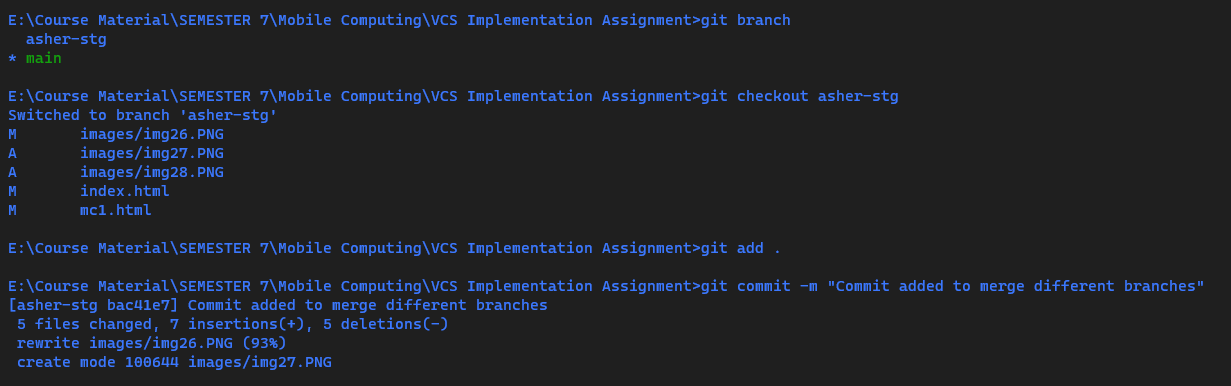 E:\Course Material\SEMESTER 7\Mobile Computing\VCS Implementation Assignment>git branch
  asher-stg
* main
E:\Course Material\SEMESTER 7\Mobile Computing\VCS Implementation Assignment>git checkout asher-stg
Switched to branch 'asher-stg'
M       images/img26.PNG
A       images/img27.PNG
A       images/img28.PNG
M       index.html
M       mc1.html
E:\Course Material\SEMESTER 7\Mobile Computing\VCS Implementation Assignment>git add .
E:\Course Material\SEMESTER 7\Mobile Computing\VCS Implementation Assignment>git commit -m "Commit added to merge different branches"
[asher-stg bac41e7] Commit added to merge different branches
 5 files changed, 7 insertions(+), 5 deletions(-)
 rewrite images/img26.PNG (93%)
 create mode 100644 images/img27.PNG